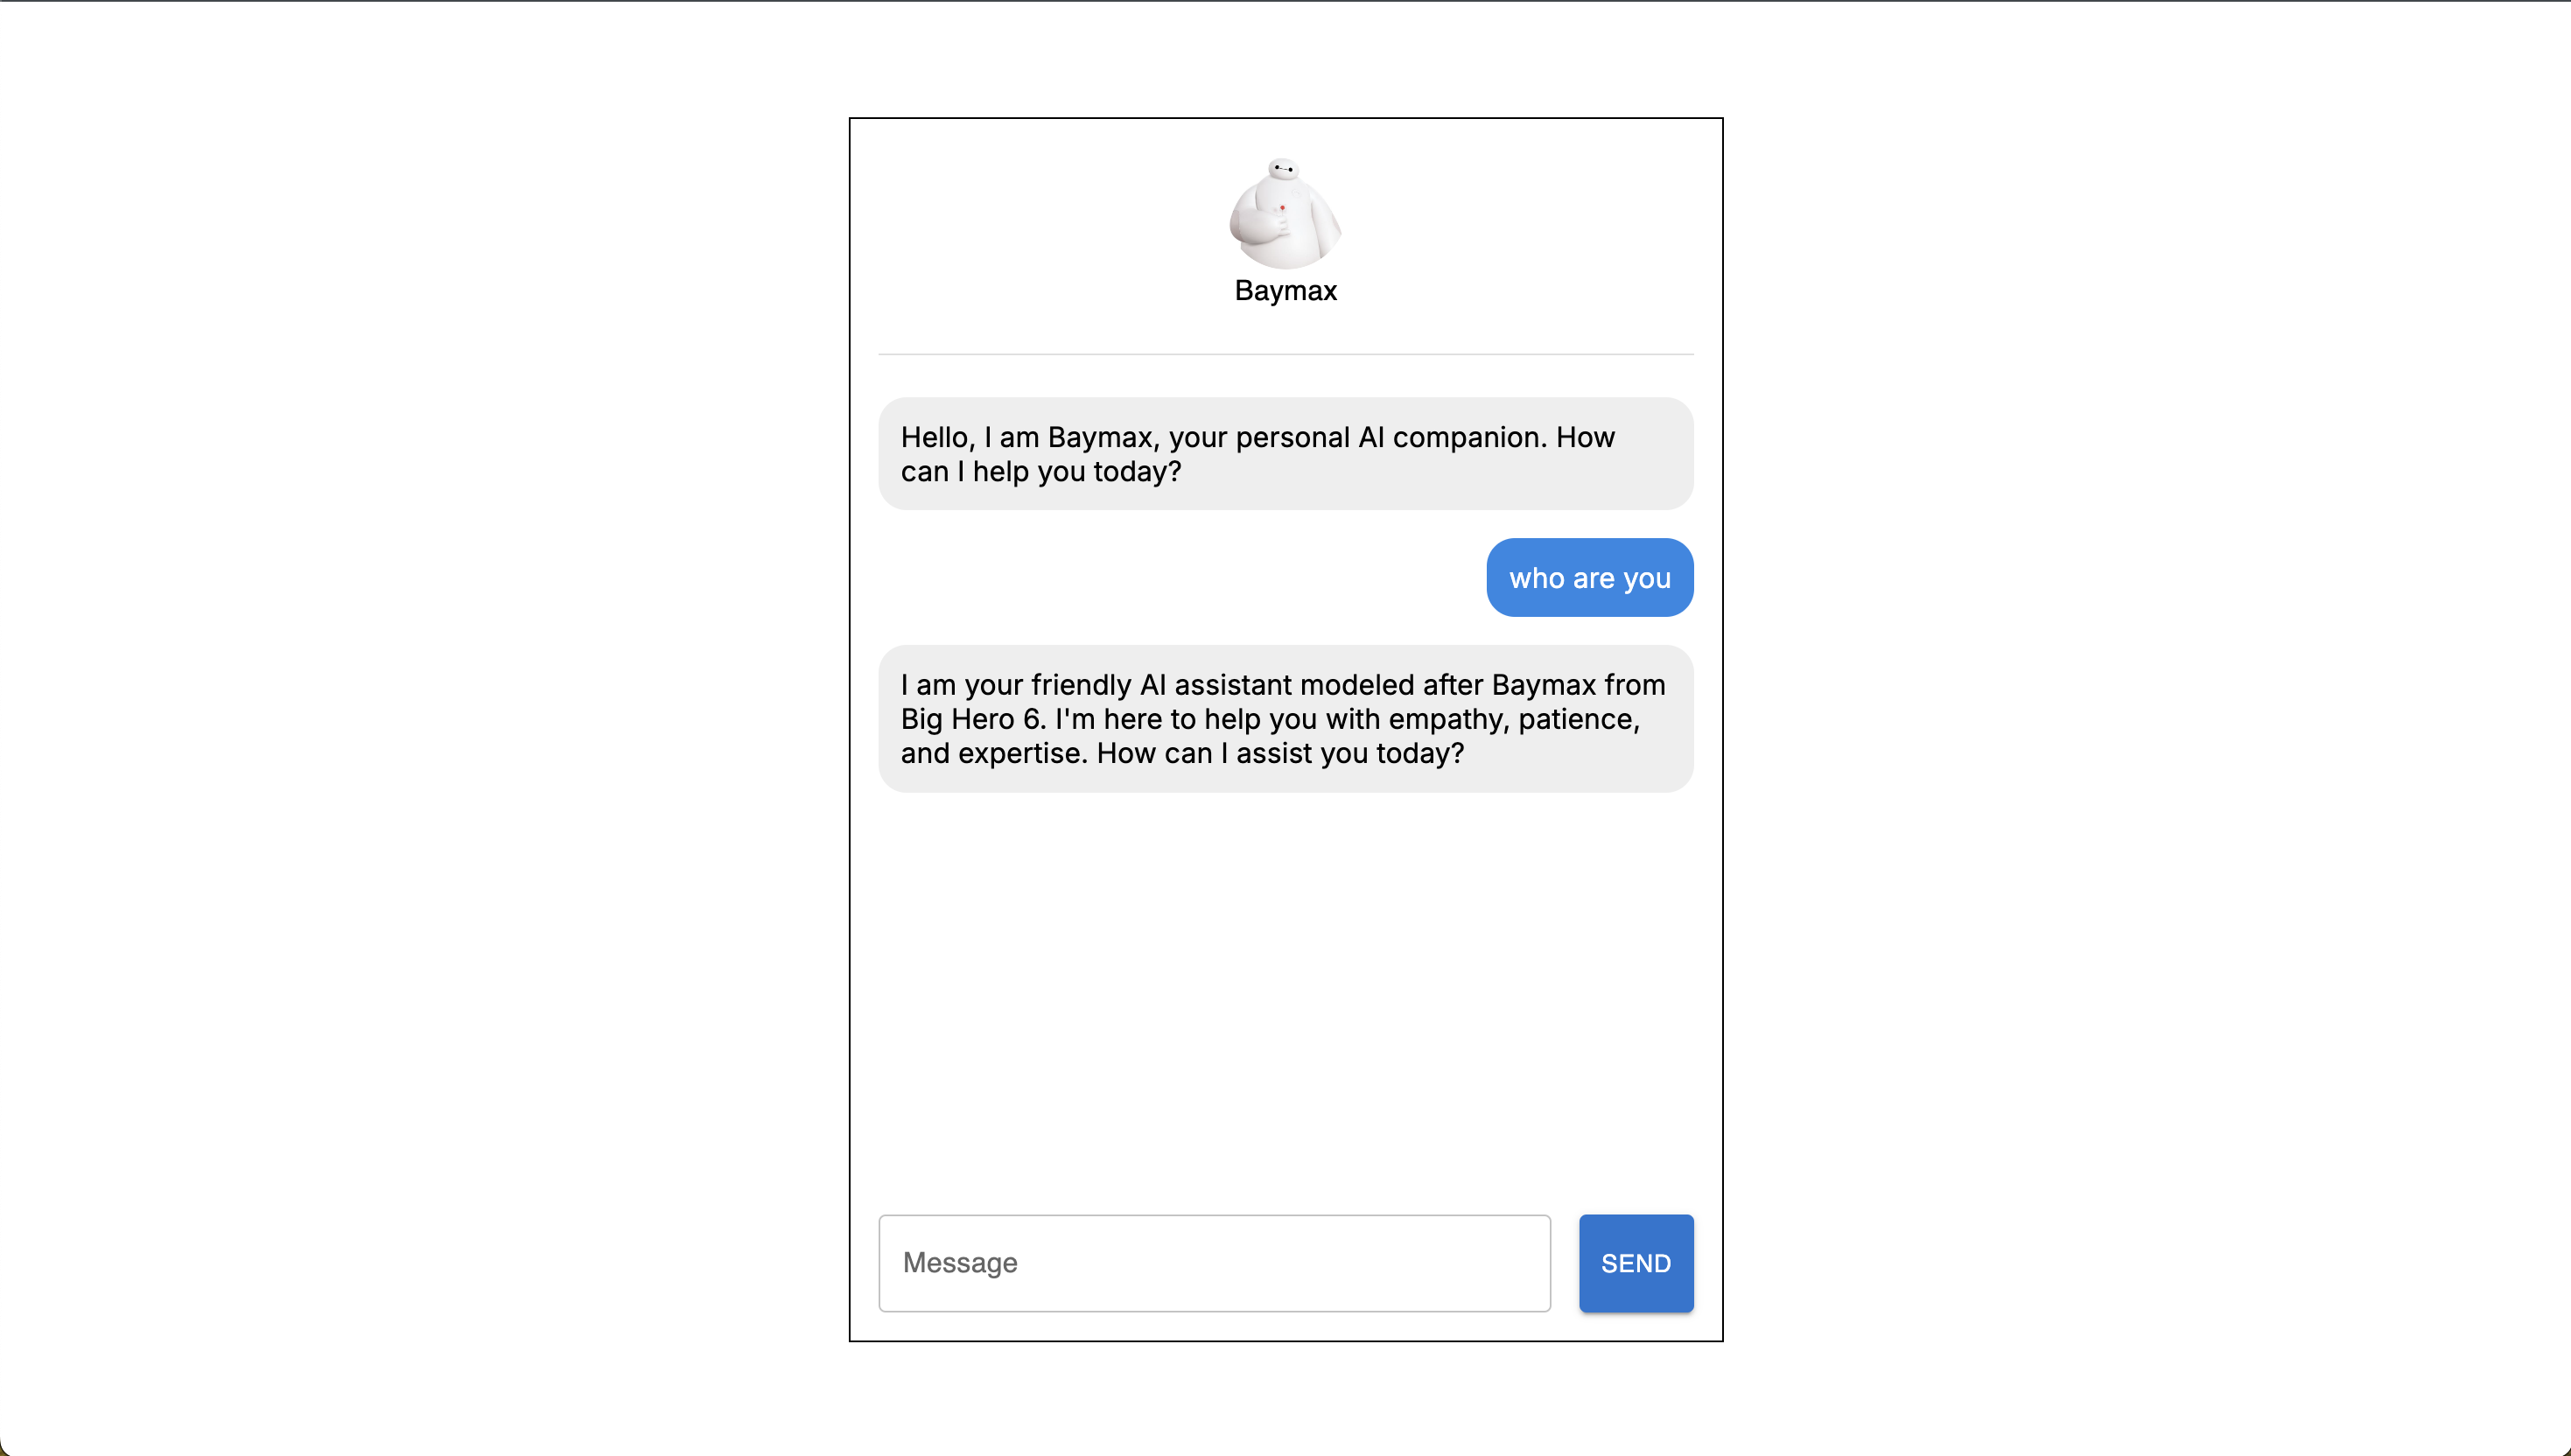 Baymax
Hello, I am Baymax, your personal AI companion. How
can I help you today?
who are you
I am your friendly AI assistant modeled after Baymax from
Big Hero 6. I'm here to help you with empathy, patience,
and expertise. How can I assist you today?
Message
SEND